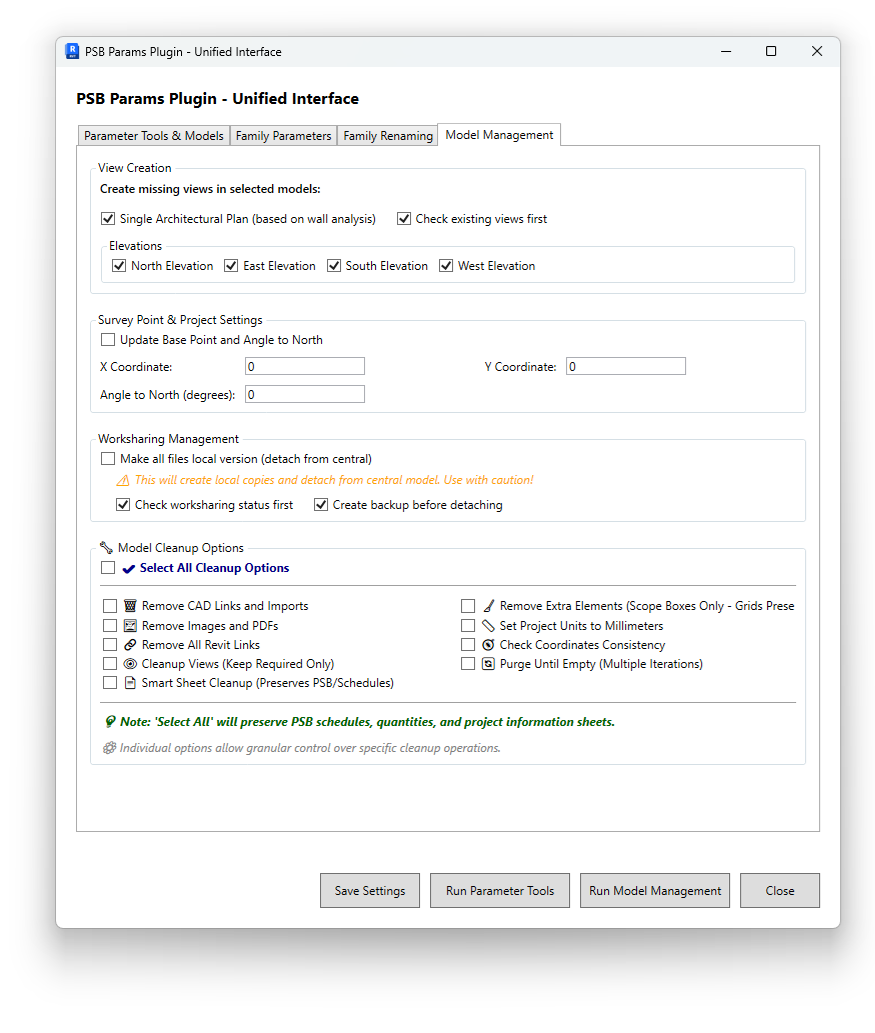 PSB Params Plugin - Unified Interface
PSB Params Plugin - Unified Interface
Parameter Tools & Models Family Parameters Family Renaming Model Management
View Creation
Create missing views in selected models:
Single Architectural Plan (based on wall analysis) Check existing views first
Elevations
North Elevation East Elevation South Elevation West Elevation
Survey Point & Project Settings
Update Base Point and Angle to North
X Coordinate: 0 Y Coordinate: 0
Angle to North (degrees): 0
Worksharing Management
Make all files local version (detach from central)
⚠ This will create local copies and detach from central model. Use with caution!
Check worksharing status first Create backup before detaching
🔧 Model Cleanup Options
✔ Select All Cleanup Options
Remove CAD Links and Imports Remove Extra Elements (Scope Boxes Only - Grids Prese
Remove Images and PDFs Set Project Units to Millimeters
Remove All Revit Links Check Coordinates Consistency
Cleanup Views (Keep Required Only) Purge Until Empty (Multiple Iterations)
Smart Sheet Cleanup (Preserves PSB/Schedules)
Note: 'Select All' will preserve PSB schedules, quantities, and project information sheets.
Individual options allow granular control over specific cleanup operations.
Save Settings Run Parameter Tools Run Model Management Close